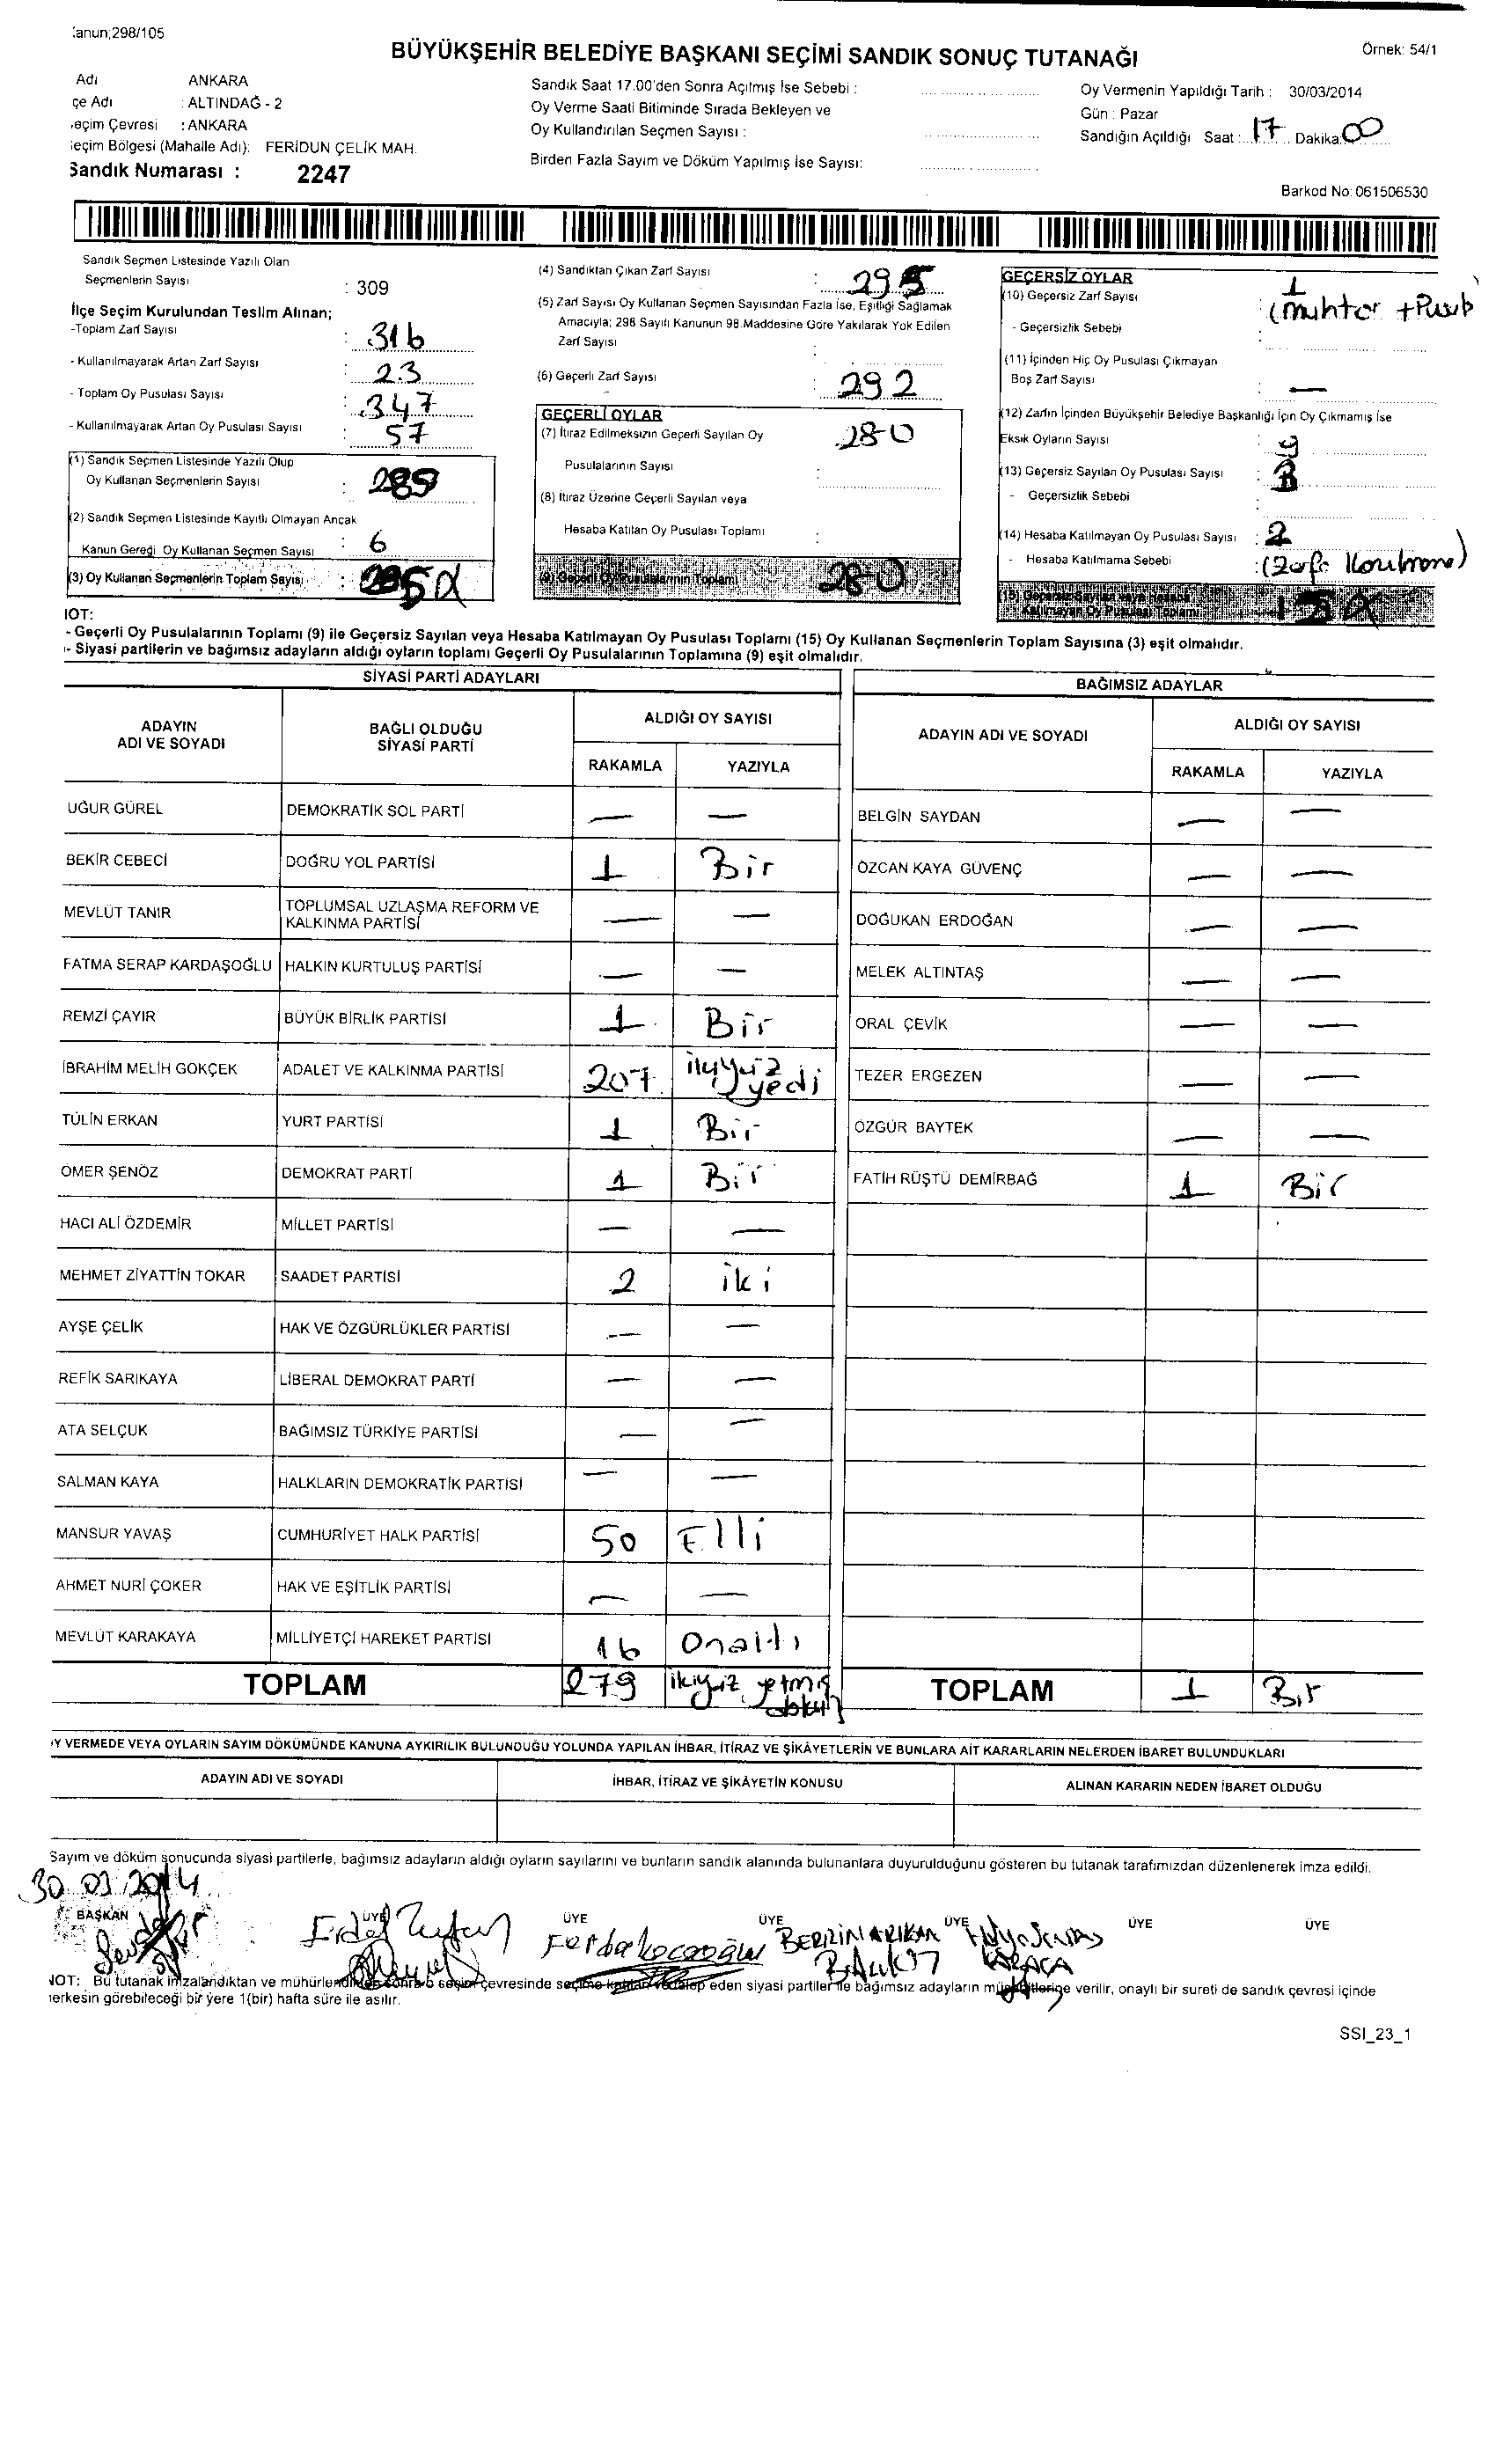 anun;298/105
BÜYÜKŞEHİR BELEDİYE BAŞKANI SEÇİMİ SANDIK SONUÇ TUTANAĞI
Örnek: 54/1
Adı ANKARA
çe Adı : ALTINDAĞ - 2
eçim Çevresi : ANKARA
eçim Bölgesi (Mahalle Adı): FERİDUN ÇELİK MAH.
Sandık Numarası : 2247
Sandık Saat 17.00'den Sonra Açılmış İse Sebebi :
Oy Verme Saati Bitiminde Sırada Bekleyen ve
Oy Kullandırılan Seçmen Sayısı :
Birden Fazla Sayım ve Döküm Yapılmış İse Sayısı:
Oy Vermenin Yapıldığı Tarih : 30/03/2014
Gün : Pazar
Sandığın Açıldığı Saat : 17 Dakika: 00
Barkod No: 061506530
Sandık Seçmen Listesinde Yazılı Olan
Seçmenlerin Sayısı : 309
İlçe Seçim Kurulundan Teslim Alınan;
-Toplam Zarf Sayısı : 316
- Kullanılmayarak Artan Zarf Sayısı : 23
- Toplam Oy Pusulası Sayısı : 347
- Kullanılmayarak Artan Oy Pusulası Sayısı : 57
(1) Sandık Seçmen Listesinde Yazılı Olup
Oy Kullanan Seçmenlerin Sayısı : 289
(2) Sandık Seçmen Listesinde Kayıtlı Olmayan Ancak
Kanun Gereği Oy Kullanan Seçmen Sayısı : 6
(3) Oy Kullanan Seçmenlerin Toplam Sayısı : 295
(4) Sandıktan Çıkan Zarf Sayısı : 295
(5) Zarf Sayısı Oy Kullanan Seçmen Sayısından Fazla İse, Eşitliği Sağlamak
Amacıyla; 298 Sayılı Kanunun 98.Maddesine Göre Yakılarak Yok Edilen
Zarf Sayısı :
(6) Geçerli Zarf Sayısı : 292
GEÇERLİ OYLAR
(7) İtiraz Edilmeksizin Geçerli Sayılan Oy 280
Pusulalarının Sayısı :
(8) İtiraz Üzerine Geçerli Sayılan veya
Hesaba Katılan Oy Pusulası Toplamı :
(9) Geçerli Oy Pusulalarının Toplamı 280
GEÇERSİZ OYLAR
(10) Geçersiz Zarf Sayısı : 1
(muhtar + Pusub
- Geçersizlik Sebebi :
(11) İçinden Hiç Oy Pusulası Çıkmayan
Boş Zarf Sayısı : —
(12) Zarfın İçinden Büyükşehir Belediye Başkanlığı İçin Oy Çıkmamış İse
Eksik Oyların Sayısı : 9
(13) Geçersiz Sayılan Oy Pusulası Sayısı :
- Geçersizlik Sebebi
(14) Hesaba Katılmayan Oy Pusulası Sayısı : 2
- Hesaba Katılmama Sebebi :
(15) Geçersiz Sayılan veya Hesaba
Katılmayan Oy Pusulası Toplamı 15
NOT:
- Geçerli Oy Pusulalarının Toplamı (9) ile Geçersiz Sayılan veya Hesaba Katılmayan Oy Pusulası Toplamı (15) Oy Kullanan Seçmenlerin Toplam Sayısına (3) eşit olmalıdır.
- Siyasi partilerin ve bağımsız adayların aldığı oyların toplamı Geçerli Oy Pusulalarının Toplamına (9) eşit olmalıdır.
SİYASİ PARTİ ADAYLARI
BAĞIMSIZ ADAYLAR
ADAYIN ADI VE SOYADI BAĞLI OLDUĞU SİYASİ PARTİ ALDIĞI OY SAYISI RAKAMLA YAZIYLA
ADAYIN ADI VE SOYADI ALDIĞI OY SAYISI RAKAMLA YAZIYLA
UĞUR GÜREL DEMOKRATİK SOL PARTİ — — BELGİN SAYDAN — —
BEKİR CEBECİ DOĞRU YOL PARTİSİ 1 Bir ÖZCAN KAYA GÜVENÇ — —
MEVLÜT TANIR TOPLUMSAL UZLAŞMA REFORM VE KALKINMA PARTİSİ — — DOĞUKAN ERDOĞAN — —
FATMA SERAP KARDAŞOĞLU HALKIN KURTULUŞ PARTİSİ — — MELEK ALTINTAŞ — —
REMZİ ÇAYIR BÜYÜK BİRLİK PARTİSİ 1 Bir ORAL ÇEVİK — —
İBRAHİM MELİH GÖKÇEK ADALET VE KALKINMA PARTİSİ 207 ikiyüz yedi TEZER ERGEZEN — —
TÜLİN ERKAN YURT PARTİSİ 1 Bir ÖZGÜR BAYTEK — —
ÖMER ŞENÖZ DEMOKRAT PARTİ 1 Bir FATİH RÜŞTÜ DEMİRBAĞ 1 Bir
HACI ALİ ÖZDEMİR MİLLET PARTİSİ — —
MEHMET ZİYATTİN TOKAR SAADET PARTİSİ 2 iki
AYŞE ÇELİK HAK VE ÖZGÜRLÜKLER PARTİSİ — —
REFİK SARIKAYA LİBERAL DEMOKRAT PARTİ — —
ATA SELÇUK BAĞIMSIZ TÜRKİYE PARTİSİ — —
SALMAN KAYA HALKLARIN DEMOKRATİK PARTİSİ — —
MANSUR YAVAŞ CUMHURİYET HALK PARTİSİ 50 Elli
AHMET NURİ ÇOKER HAK VE EŞİTLİK PARTİSİ — —
MEVLÜT KARAKAYA MİLLİYETÇİ HAREKET PARTİSİ 16 Onaltı
TOPLAM 279 ikiyüz yetmiş dokuz TOPLAM 1 Bir
Y VERMEDE VEYA OYLARIN SAYIM DÖKÜMÜNDE KANUNA AYKIRILIK BULUNDUĞU YOLUNDA YAPILAN İHBAR, İTİRAZ VE ŞİKÂYETLERİN VE BUNLARA AİT KARARLARIN NELERDEN İBARET BULUNDUKLARI
ADAYIN ADI VE SOYADI İHBAR, İTİRAZ VE ŞİKÂYETİN KONUSU ALINAN KARARIN NEDEN İBARET OLDUĞU
Sayım ve döküm sonucunda siyasi partilerle, bağımsız adayların aldığı oyların sayılarını ve bunların sandık alanında bulunanlara duyurulduğunu gösteren bu tutanak tarafımızdan düzenlenerek imza edildi.
30.03.2014
BAŞKAN ÜYE ÜYE ÜYE ÜYE ÜYE ÜYE
NOT: Bu tutanak imzalandıktan ve mühürlendikten sonra o seçim çevresinde seçime katılan ve talep eden siyasi partiler ile bağımsız adayların müşahitlerine verilir, onaylı bir sureti de sandık çevresi içinde
herkesin görebileceği bir yere 1(bir) hafta süre ile asılır.
SSI_23_1